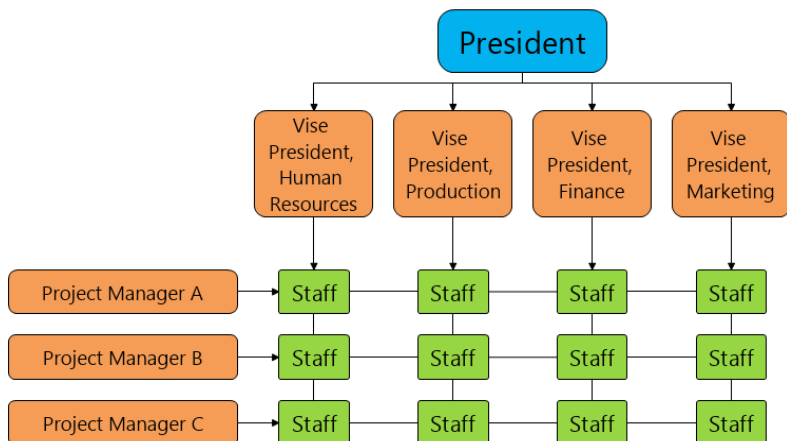 President
Vise
President,
Human
Resources
Vise
President,
Production
Vise
President,
Finance
Vise
President,
Marketing
Project Manager A
Staff
Staff
Staff
Staff
Project Manager B
Staff
Staff
Staff
Staff
Project Manager C
Staff
Staff
Staff
Staff